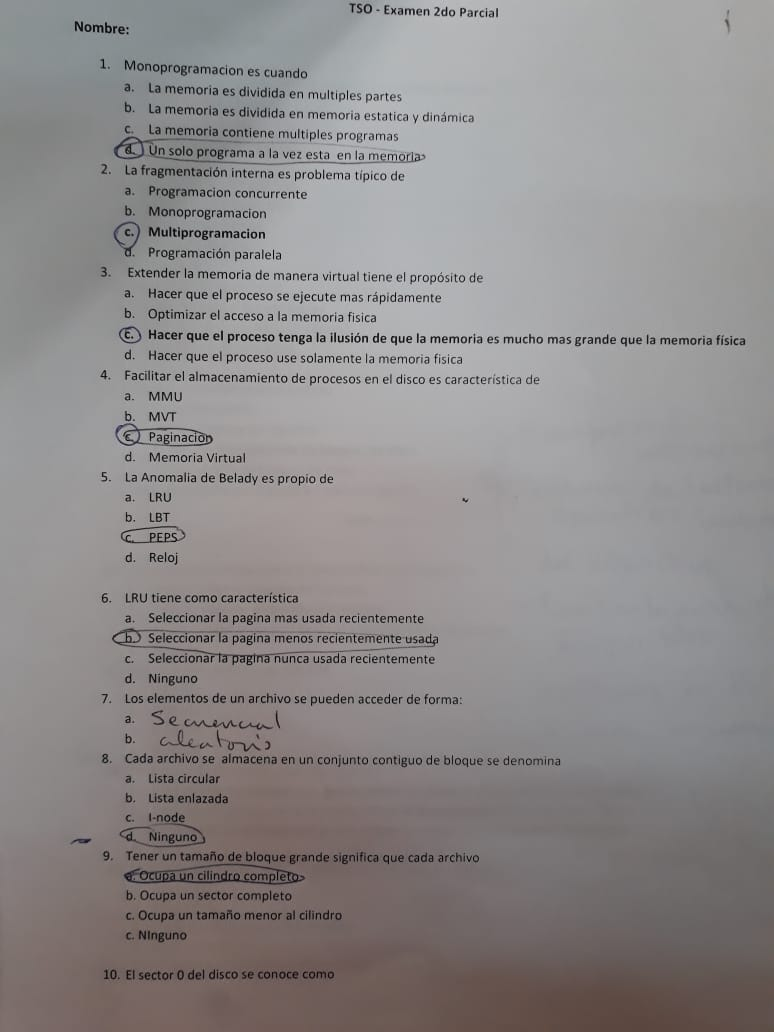 TSO - Examen 2do Parcial
Nombre:
1. Monoprogramacion es cuando
a. La memoria es dividida en multiples partes
b. La memoria es dividida en memoria estatica y dinámica
c. La memoria contiene multiples programas
d. Un solo programa a la vez esta en la memoria
2. La fragmentación interna es problema típico de
a. Programacion concurrente
b. Monoprogramacion
c. Multiprogramacion
d. Programación paralela
3. Extender la memoria de manera virtual tiene el propósito de
a. Hacer que el proceso se ejecute mas rápidamente
b. Optimizar el acceso a la memoria fisica
c. Hacer que el proceso tenga la ilusión de que la memoria es mucho mas grande que la memoria física
d. Hacer que el proceso use solamente la memoria fisica
4. Facilitar el almacenamiento de procesos en el disco es característica de
a. MMU
b. MVT
c. Paginacion
d. Memoria Virtual
5. La Anomalia de Belady es propio de
a. LRU
b. LBT
c. PEPS
d. Reloj
6. LRU tiene como característica
a. Seleccionar la pagina mas usada recientemente
b. Seleccionar la pagina menos recientemente usada
c. Seleccionar la pagina nunca usada recientemente
d. Ninguno
7. Los elementos de un archivo se pueden acceder de forma:
a. Secuencial
b. aleatorio
8. Cada archivo se almacena en un conjunto contiguo de bloque se denomina
a. Lista circular
b. Lista enlazada
c. I-node
d. Ninguno
9. Tener un tamaño de bloque grande significa que cada archivo
a. Ocupa un cilindro completo
b. Ocupa un sector completo
c. Ocupa un tamaño menor al cilindro
c. NInguno
10. El sector 0 del disco se conoce como